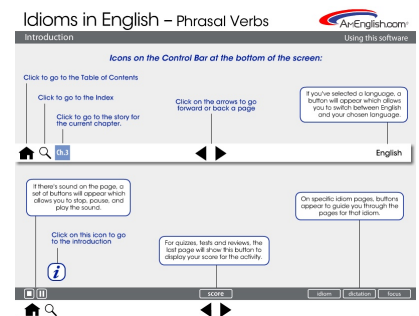 Idioms in English – Phrasal Verbs
AMEnglish.com®
Introduction
Using this software
Icons on the Control Bar at the bottom of the screen:
Click to go to the Table of Contents
Click to go to the Index
Click to go to the story for
the current chapter.
Click on the arrows to go
forward or back a page
If you've selected a language, a
button will appear which allows
you to switch between English
and your chosen language.
Ch.3
English
If there's sound on the page, a
set of buttons will appear which
allows you to stop, pause, and
play the sound.
Click on this icon to go
to the introduction
i
For quizzes, tests and reviews, the
last page will show this button to
display your score for the activity.
On specific idiom pages, buttons
appear to guide you through the
pages for that idiom.
score
idiom
dictation
focus